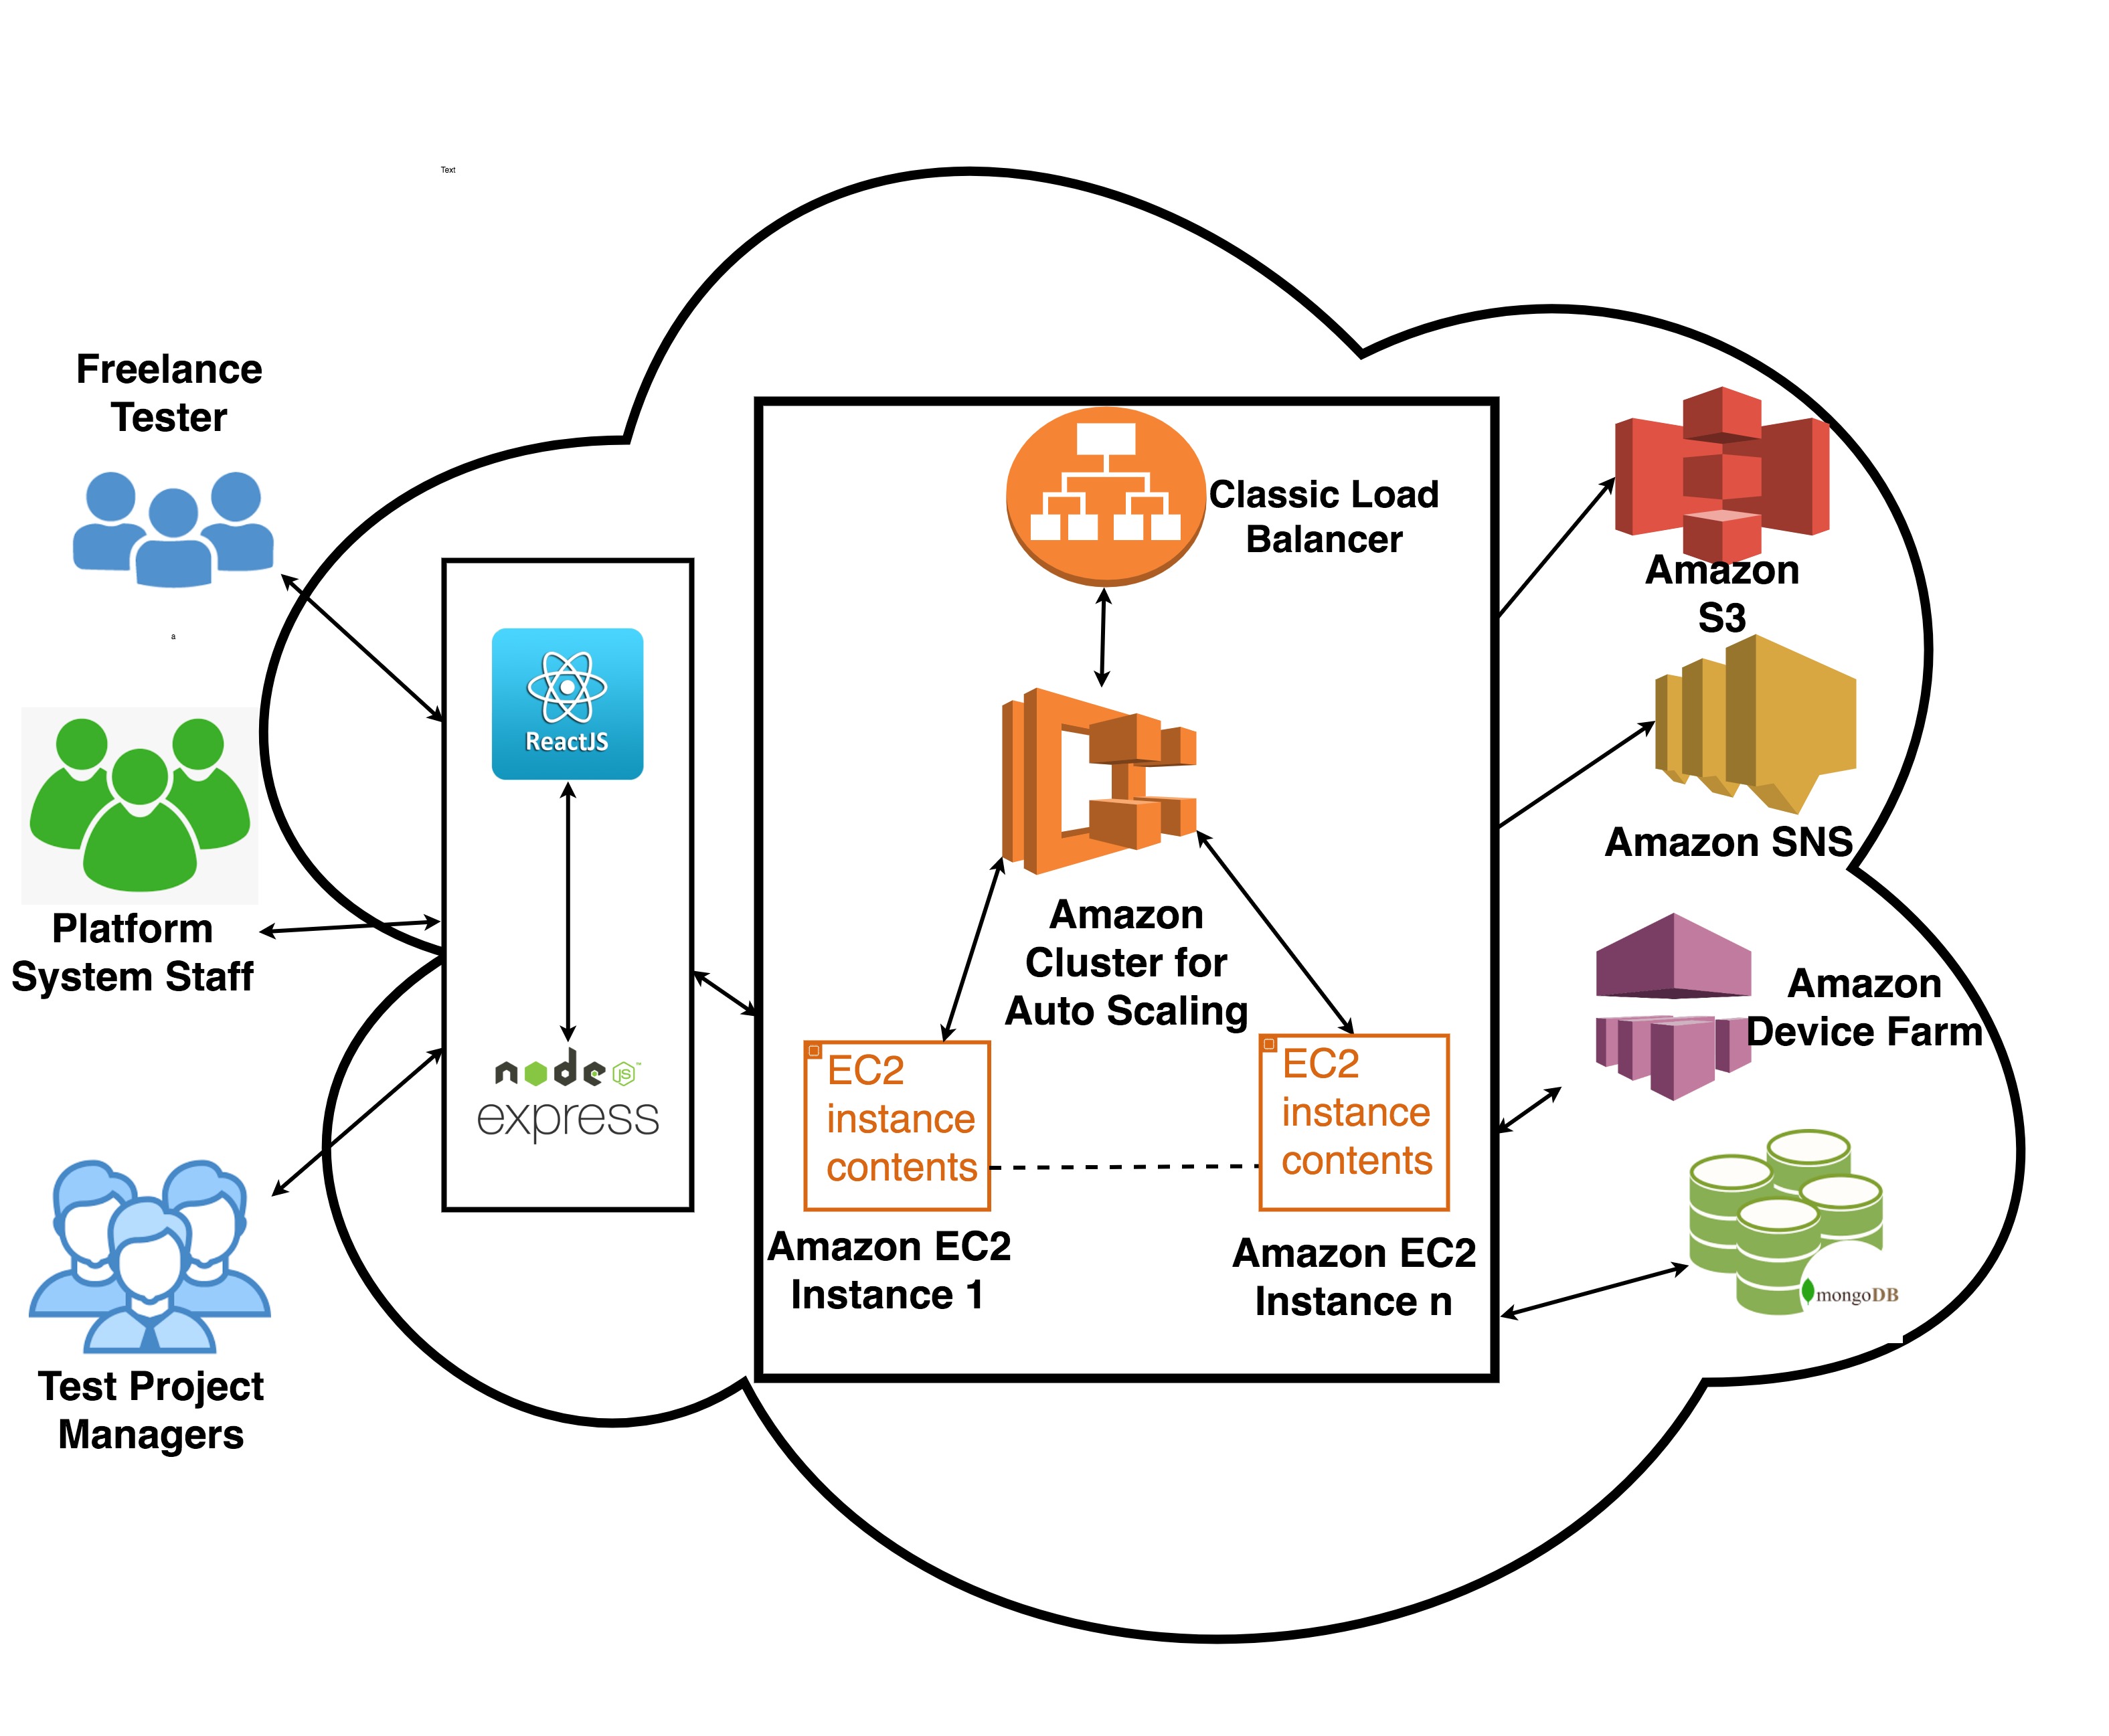 Text
Freelance
Tester
a
Platform
System Staff
Test Project
Managers
ReactJS
node JS™
express
Classic Load
Balancer
Amazon
Cluster for
Auto Scaling
EC2
instance
contents
Amazon EC2
Instance 1
EC2
instance
contents
Amazon EC2
Instance n
Amazon
S3
Amazon SNS
Amazon
Device Farm
mongoDB